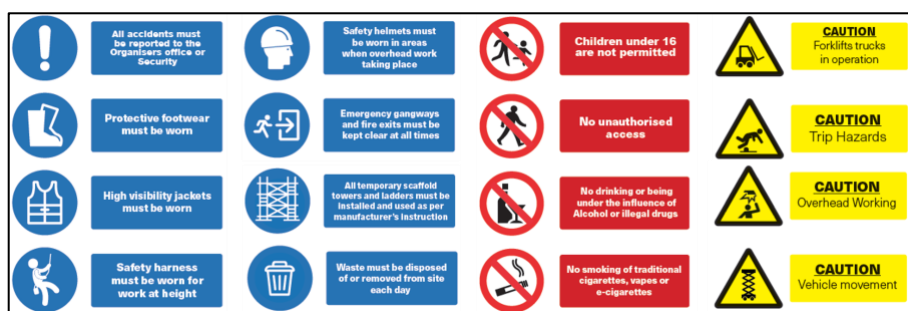 All accidents must
be reported to the
Organisers office or
Security
Safety helmets must
be worn in areas
when overhead work
taking place
Children under 16
are not permitted
CAUTION
Forklifts trucks
in operation
Protective footwear
must be worn
Emergency gangways
and fire exits must be
kept clear at all times
No unauthorised
access
CAUTION
Trip Hazards
High visibility jackets
must be worn
All temporary scaffold
towers and ladders must be
installed and used as per
manufacturer's instruction
No drinking or being
under the influence of
Alcohol or illegal drugs
CAUTION
Overhead Working
Safety harness
must be worn for
work at height
Waste must be disposed
of or removed from site
each day
No smoking of traditional
cigarettes, vapes or
e-cigarettes
CAUTION
Vehicle movement